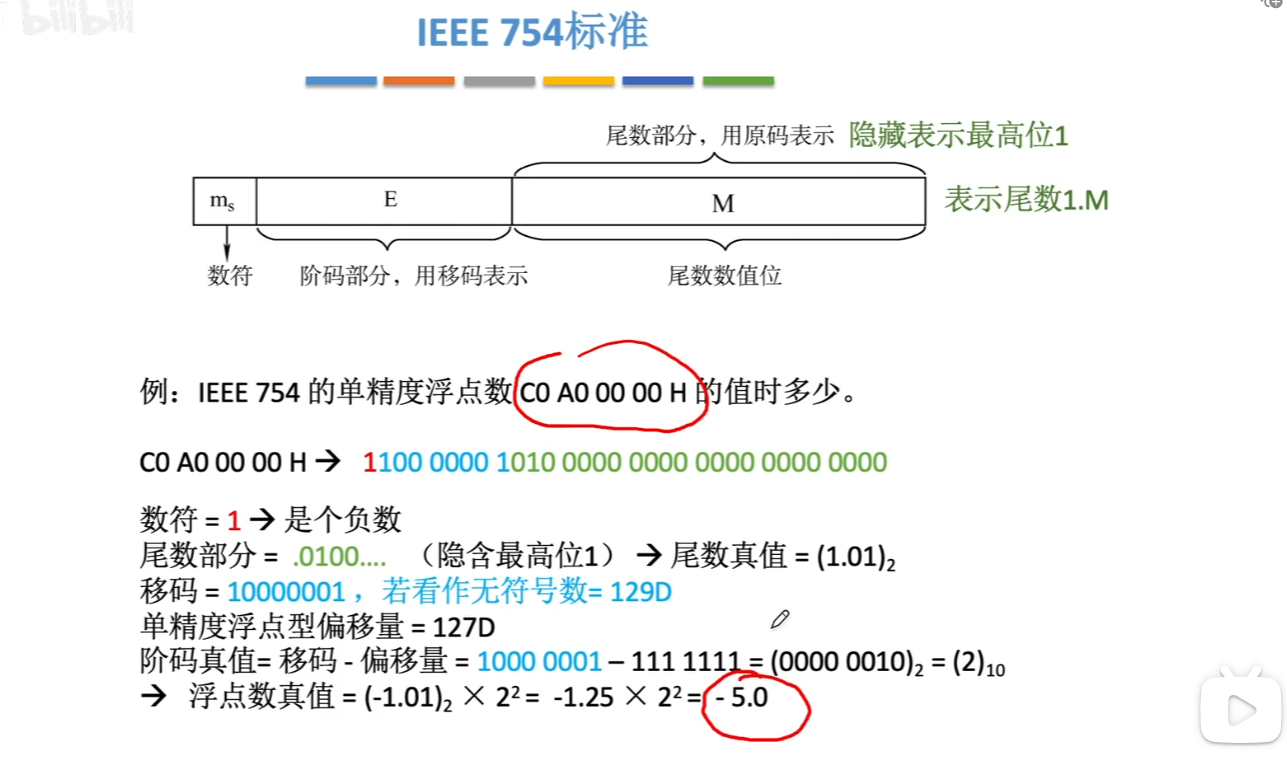 bilibili
IEEE 754标准
尾数部分，用原码表示 隐藏表示最高位1
m_s E M 表示尾数1.M
数符 阶码部分，用移码表示 尾数数值位
例：IEEE 754 的单精度浮点数 C0 A0 00 00 H 的值时多少。
C0 A0 00 00 H → 1100 0000 1010 0000 0000 0000 0000 0000
数符 = 1 → 是个负数
尾数部分 = .0100.... （隐含最高位1） → 尾数真值 = (1.01)₂
移码 = 10000001 ，若看作无符号数= 129D
单精度浮点型偏移量 = 127D
阶码真值= 移码 - 偏移量 = 1000 0001 – 111 1111 = (0000 0010)₂ = (2)₁₀
→ 浮点数真值 = (-1.01)₂ × 2² = -1.25 × 2² = - 5.0